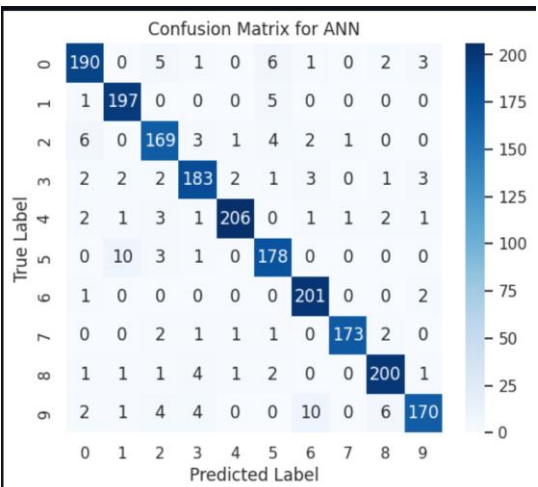 Confusion Matrix for ANN
0 190 0 5 1 0 6 1 0 2 3
1 1 197 0 0 0 5 0 0 0 0
2 6 0 169 3 1 4 2 1 0 0
3 2 2 2 183 2 1 3 0 1 3
4 2 1 3 1 206 0 1 1 2 1
5 0 10 3 1 0 178 0 0 0 0
6 1 0 0 0 0 0 201 0 0 2
7 0 0 2 1 1 1 0 173 2 0
8 1 1 1 4 1 2 0 0 200 1
9 2 1 4 4 0 0 10 0 6 170
0 1 2 3 4 5 6 7 8 9
Predicted Label
True Label
200
175
150
125
100
75
50
25
0